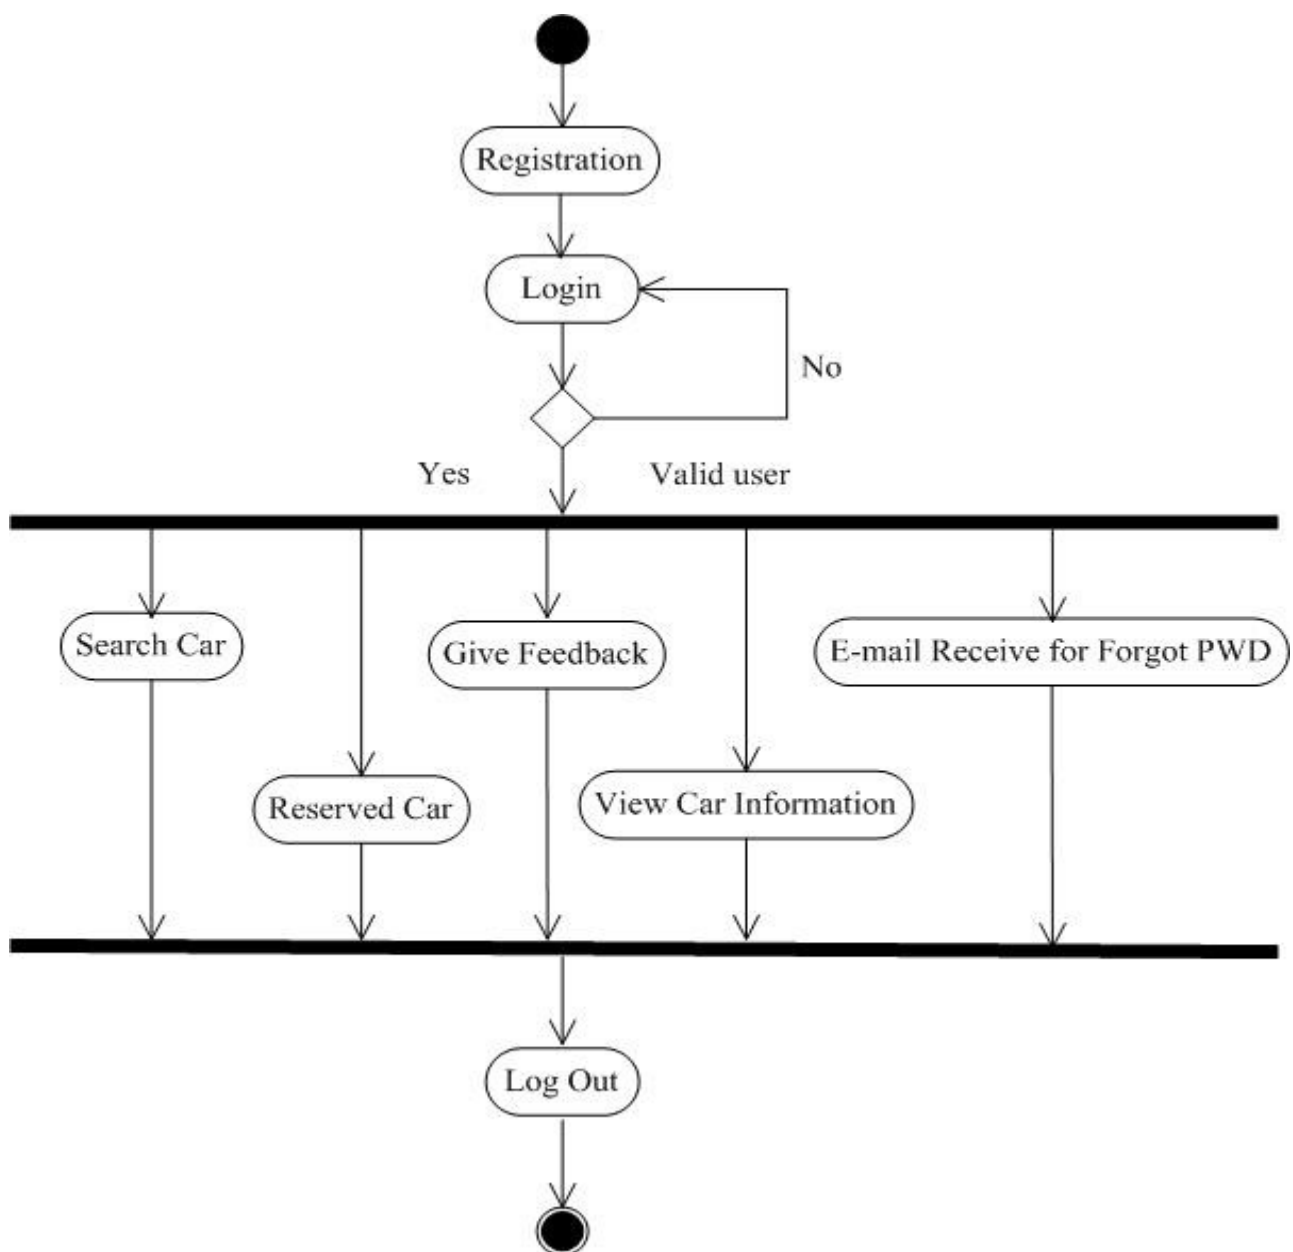 Registration
Login
No
Yes
Valid user
Search Car
Give Feedback
E-mail Receive for Forgot PWD
Reserved Car
View Car Information
Log Out